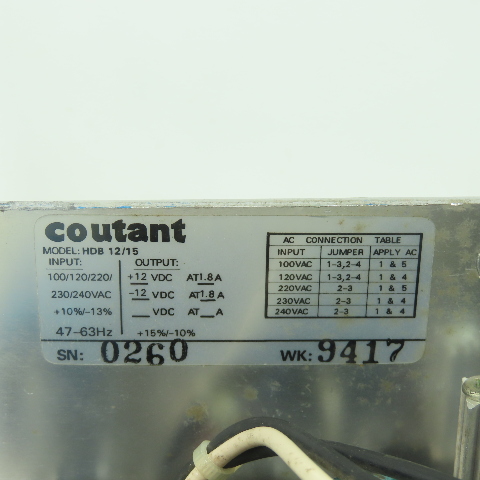 coutant
MODEL: HDB 12/15
INPUT: OUTPUT:
100/120/220/ +12 VDC AT 1.8 A
230/240VAC -12 VDC AT 1.8 A
+10%/-13% __ VDC AT __ A
47-63Hz +15%/-10%
AC CONNECTION TABLE
INPUT JUMPER APPLY AC
100VAC 1-3,2-4 1 & 5
120VAC 1-3,2-4 1 & 4
220VAC 2-3 1 & 5
230VAC 2-3 1 & 4
240VAC 2-3 1 & 4
SN: 0260 WK: 9417